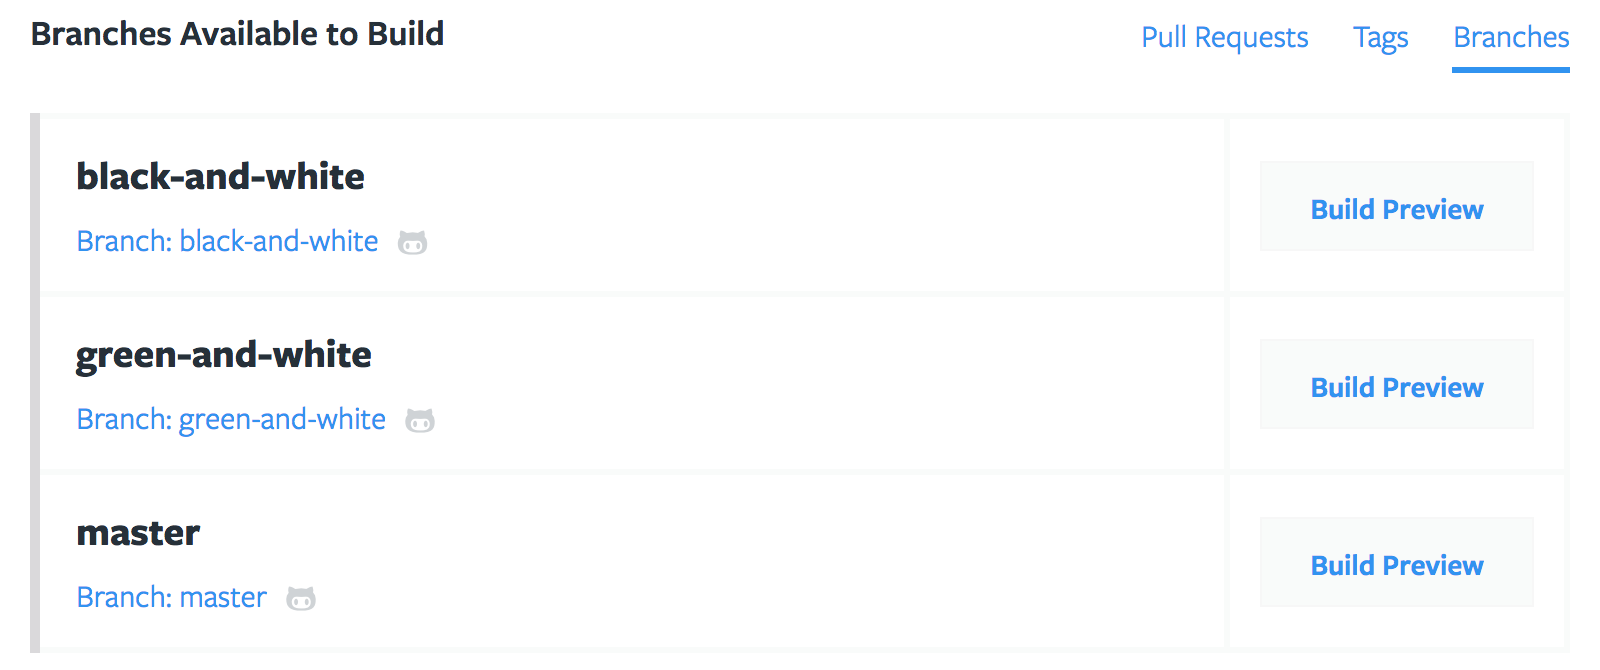 Branches Available to Build
Pull Requests Tags Branches
black-and-white
Branch: black-and-white
Build Preview
green-and-white
Branch: green-and-white
Build Preview
master
Branch: master
Build Preview